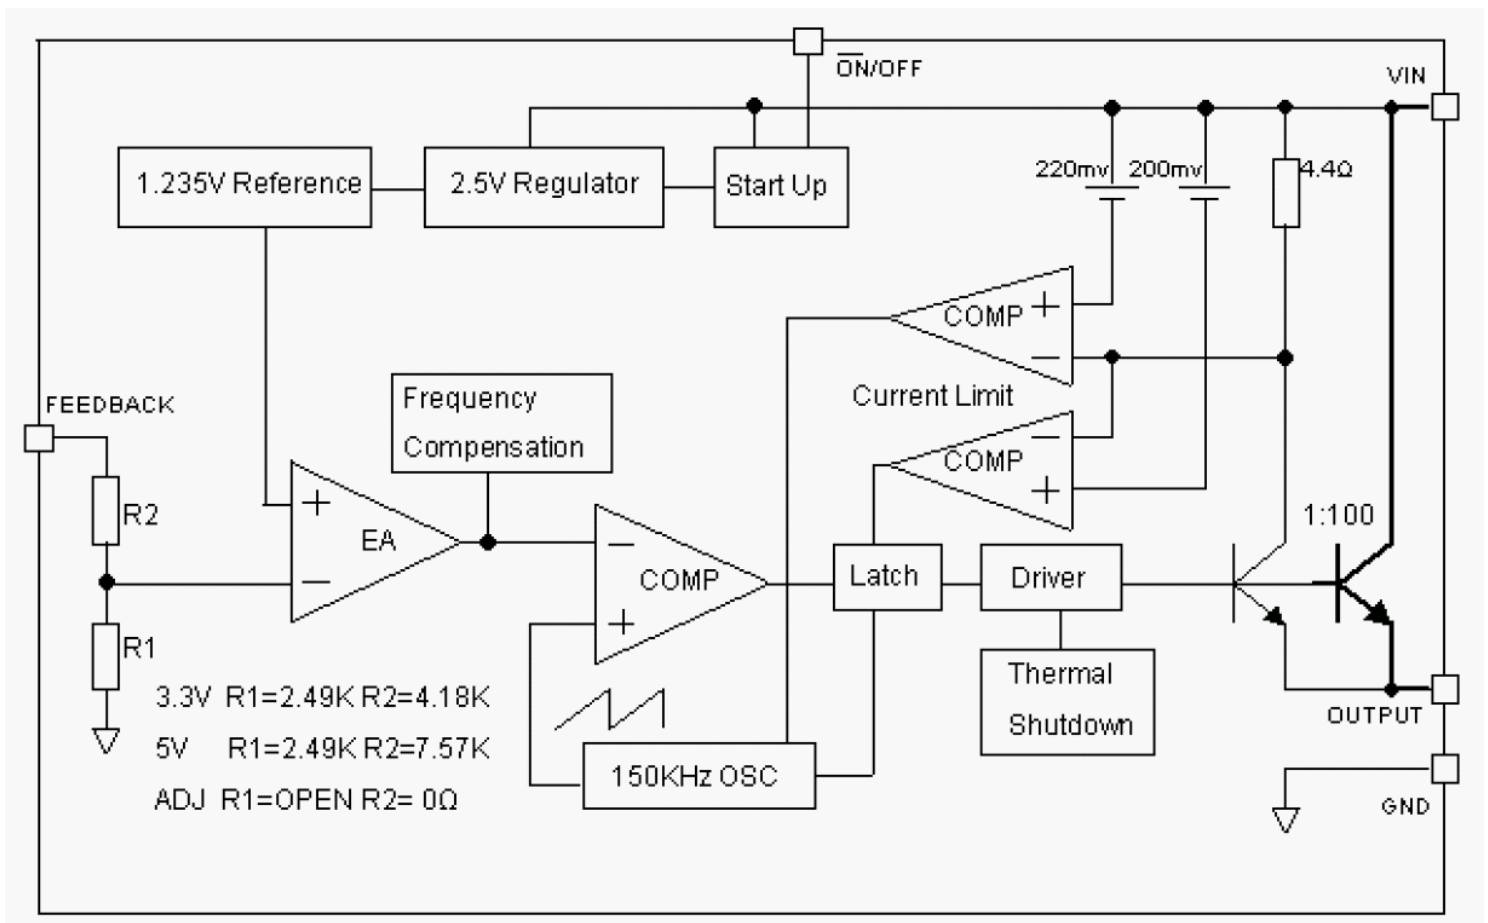 ON/OFF
VIN
1.235V Reference
2.5V Regulator
Start Up
220mv
200mv
4.4Ω
COMP
+
−
Current Limit
FEEDBACK
Frequency
Compensation
−
COMP
+
R2
+
EA
−
1:100
−
COMP
+
Latch
Driver
R1
Thermal
Shutdown
3.3V R1=2.49K R2=4.18K
5V R1=2.49K R2=7.57K
ADJ R1=OPEN R2= 0Ω
150KHz OSC
OUTPUT
GND